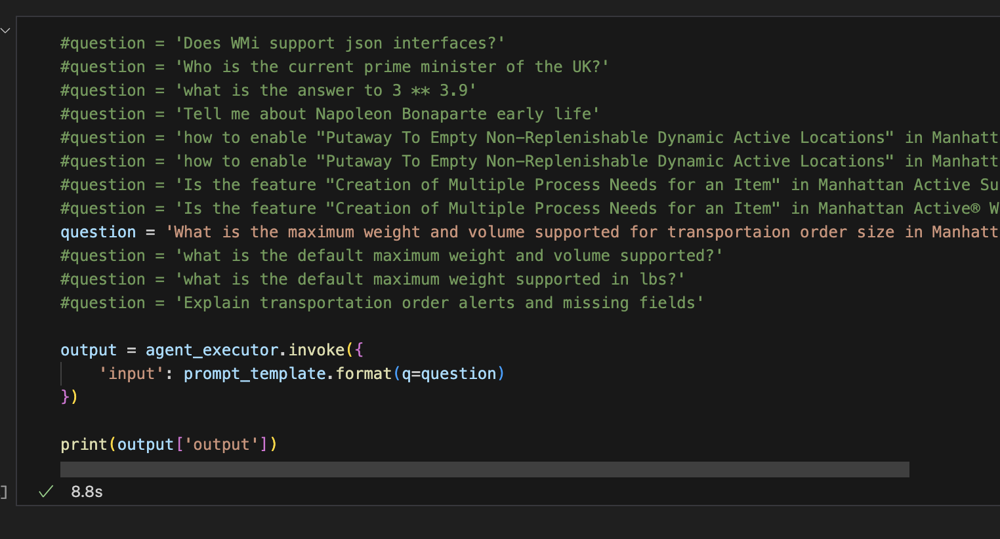 #question = 'Does WMi support json interfaces?'
#question = 'Who is the current prime minister of the UK?'
#question = 'what is the answer to 3 ** 3.9'
#question = 'Tell me about Napoleon Bonaparte early life'
#question = 'how to enable "Putaway To Empty Non-Replenishable Dynamic Active Locations" in Manhatt
#question = 'how to enable "Putaway To Empty Non-Replenishable Dynamic Active Locations" in Manhatt
#question = 'Is the feature "Creation of Multiple Process Needs for an Item" in Manhattan Active Su
#question = 'Is the feature "Creation of Multiple Process Needs for an Item" in Manhattan Active® W
question = 'What is the maximum weight and volume supported for transportaion order size in Manhatt
#question = 'what is the default maximum weight and volume supported?'
#question = 'what is the default maximum weight supported in lbs?'
#question = 'Explain transportation order alerts and missing fields'
output = agent_executor.invoke({
    'input': prompt_template.format(q=question)
})
print(output['output'])
] ✓ 8.8s